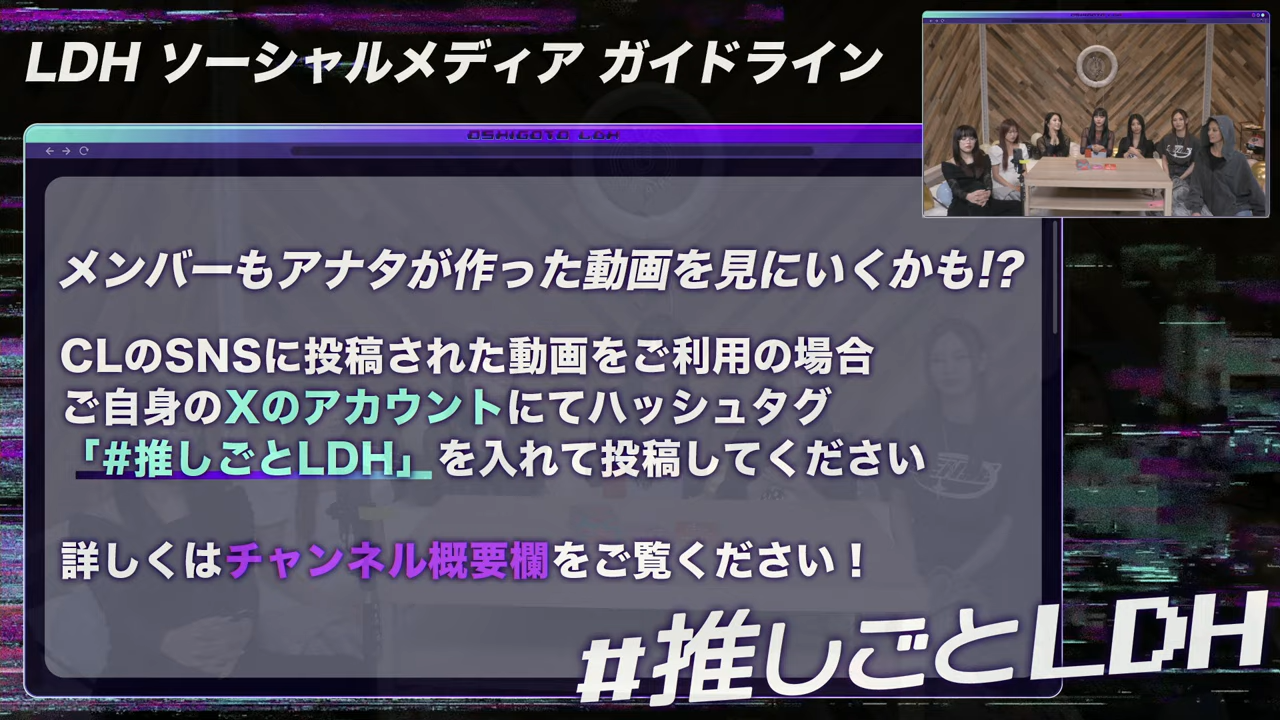 LDH ソーシャルメディア ガイドライン
OSHIGOTO LDH
メンバーもアナタが作った動画を見にいくかも!?
CLのSNSに投稿された動画をご利用の場合
ご自身のXのアカウントにてハッシュタグ
「#推しごとLDH」を入れて投稿してください
詳しくはチャンネル概要欄をご覧ください！
#推しごとLDH